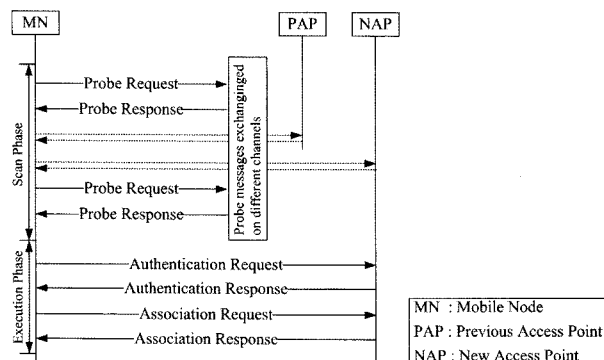 MN
PAP
NAP
Scan Phase
Probe Request
Probe Response
Probe messages exchanginged
on different channels
Probe Request
Probe Response
Execution Phase
Authentication Request
Authentication Response
Association Request
Association Response
MN : Mobile Node
PAP : Previous Access Point
NAP : New Access Point